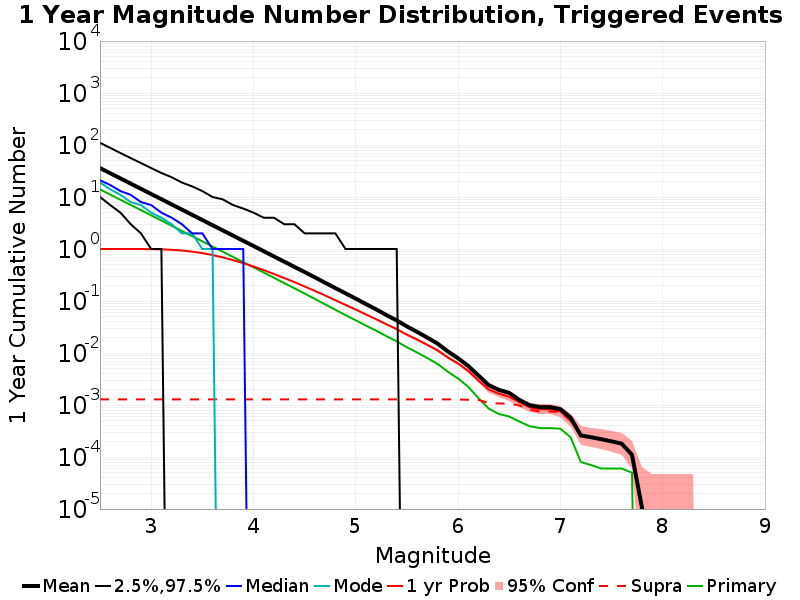 1 Year Magnitude Number Distribution, Triggered Events
1 Year Cumulative Number
10^4
10^3
10^2
10^1
10^0
10^-1
10^-2
10^-3
10^-4
10^-5
3 4 5 6 7 8 9
Magnitude
Mean 2.5%,97.5% Median Mode 1 yr Prob 95% Conf Supra Primary